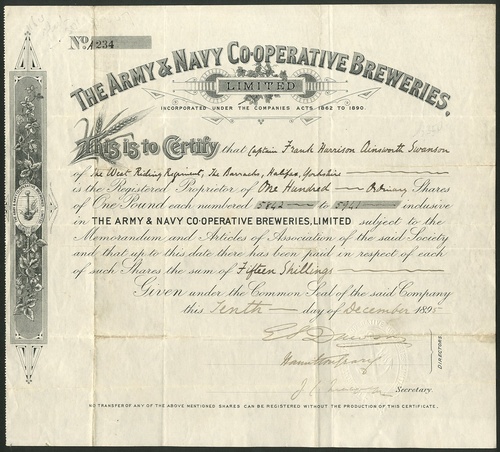 No. A234
THE ARMY & NAVY CO-OPERATIVE BREWERIES,
LIMITED
INCORPORATED UNDER THE COMPANIES ACTS 1862 TO 1890.
This is to Certify that Captain Frank Harrison Ainsworth Swanson
of The West Riding Regiment, The Barracks, Halifax, Yorkshire
is the Registered Proprietor of One Hundred Ordinary Shares
of One Pound each numbered 5842 to 5941 inclusive
in THE ARMY & NAVY CO-OPERATIVE BREWERIES, LIMITED subject to the
Memorandum and Articles of Association of the said Society
and that up to this date there has been paid in respect of each
of such Shares the sum of Fifteen Shillings
Given under the Common Seal of the said Company
this Tenth day of December 1895
DIRECTORS
Secretary.
NO TRANSFER OF ANY OF THE ABOVE MENTIONED SHARES CAN BE REGISTERED WITHOUT THE PRODUCTION OF THIS CERTIFICATE.